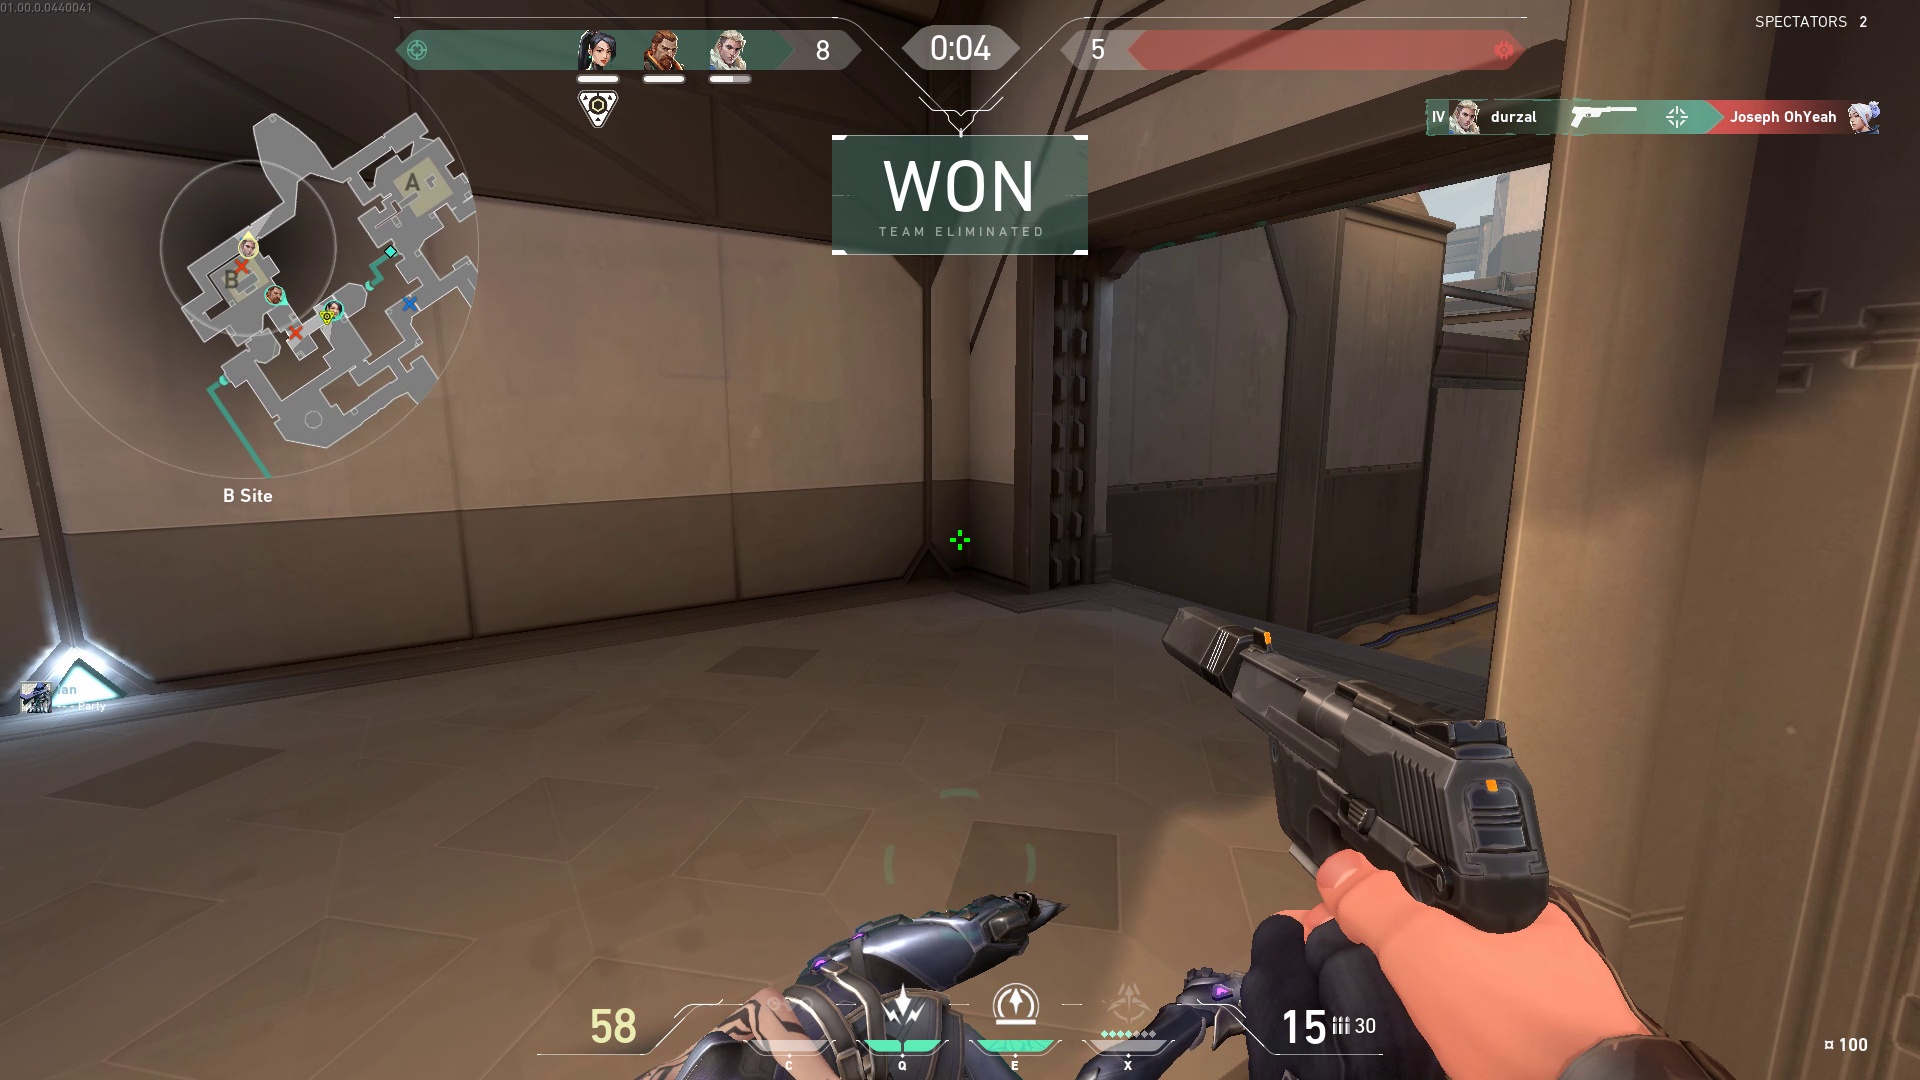 01.00.0.0440041
SPECTATORS 2
8
0:04
5
IV durzal Joseph OhYeah
WON
TEAM ELIMINATED
A
B
B Site
Party
58
15 30
C
Q
E
X
¤ 100